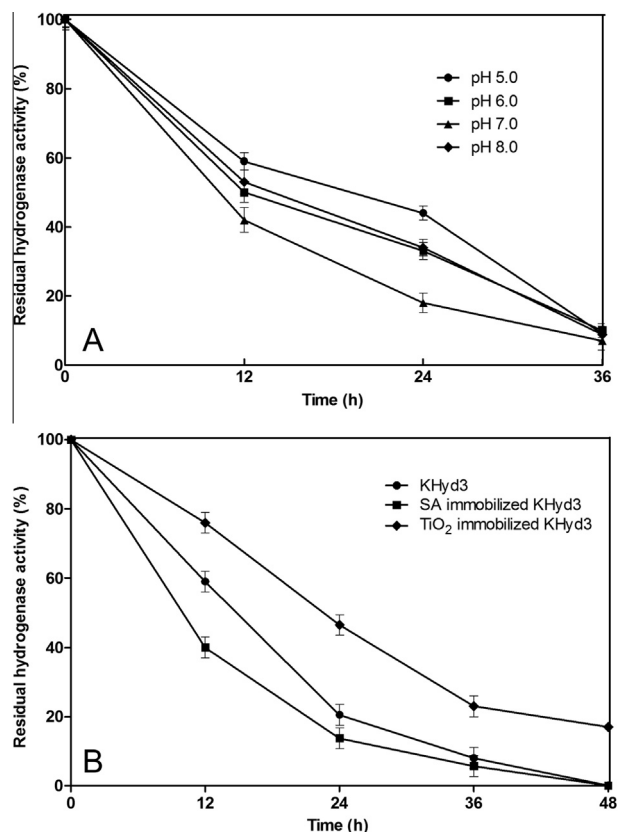 100
80
60
40
20
0
Residual hydrogenase activity (%)
pH 5.0
pH 6.0
pH 7.0
pH 8.0
A
0 12 24 36
Time (h)
100
80
60
40
20
0
Residual hydrogenase activity (%)
KHyd3
SA immobilized KHyd3
TiO2 immobilized KHyd3
B
0 12 24 36 48
Time (h)